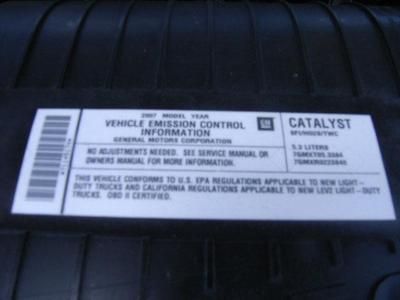 2007 MODEL YEAR
VEHICLE EMISSION CONTROL
INFORMATION
GENERAL MOTORS CORPORATION
GM
CATALYST
NO ADJUSTMENTS NEEDED. SEE SERVICE MANUAL OR
OWNERS MANUAL FOR MORE INFORMATION.
5.3 LITERS
THIS VEHICLE CONFORMS TO U.S. EPA REGULATIONS APPLICABLE TO NEW LIGHT-
DUTY TRUCKS AND CALIFORNIA REGULATIONS APPLICABLE TO NEW LEV2 LIGHT-DUTY
TRUCKS. OBD II CERTIFIED.